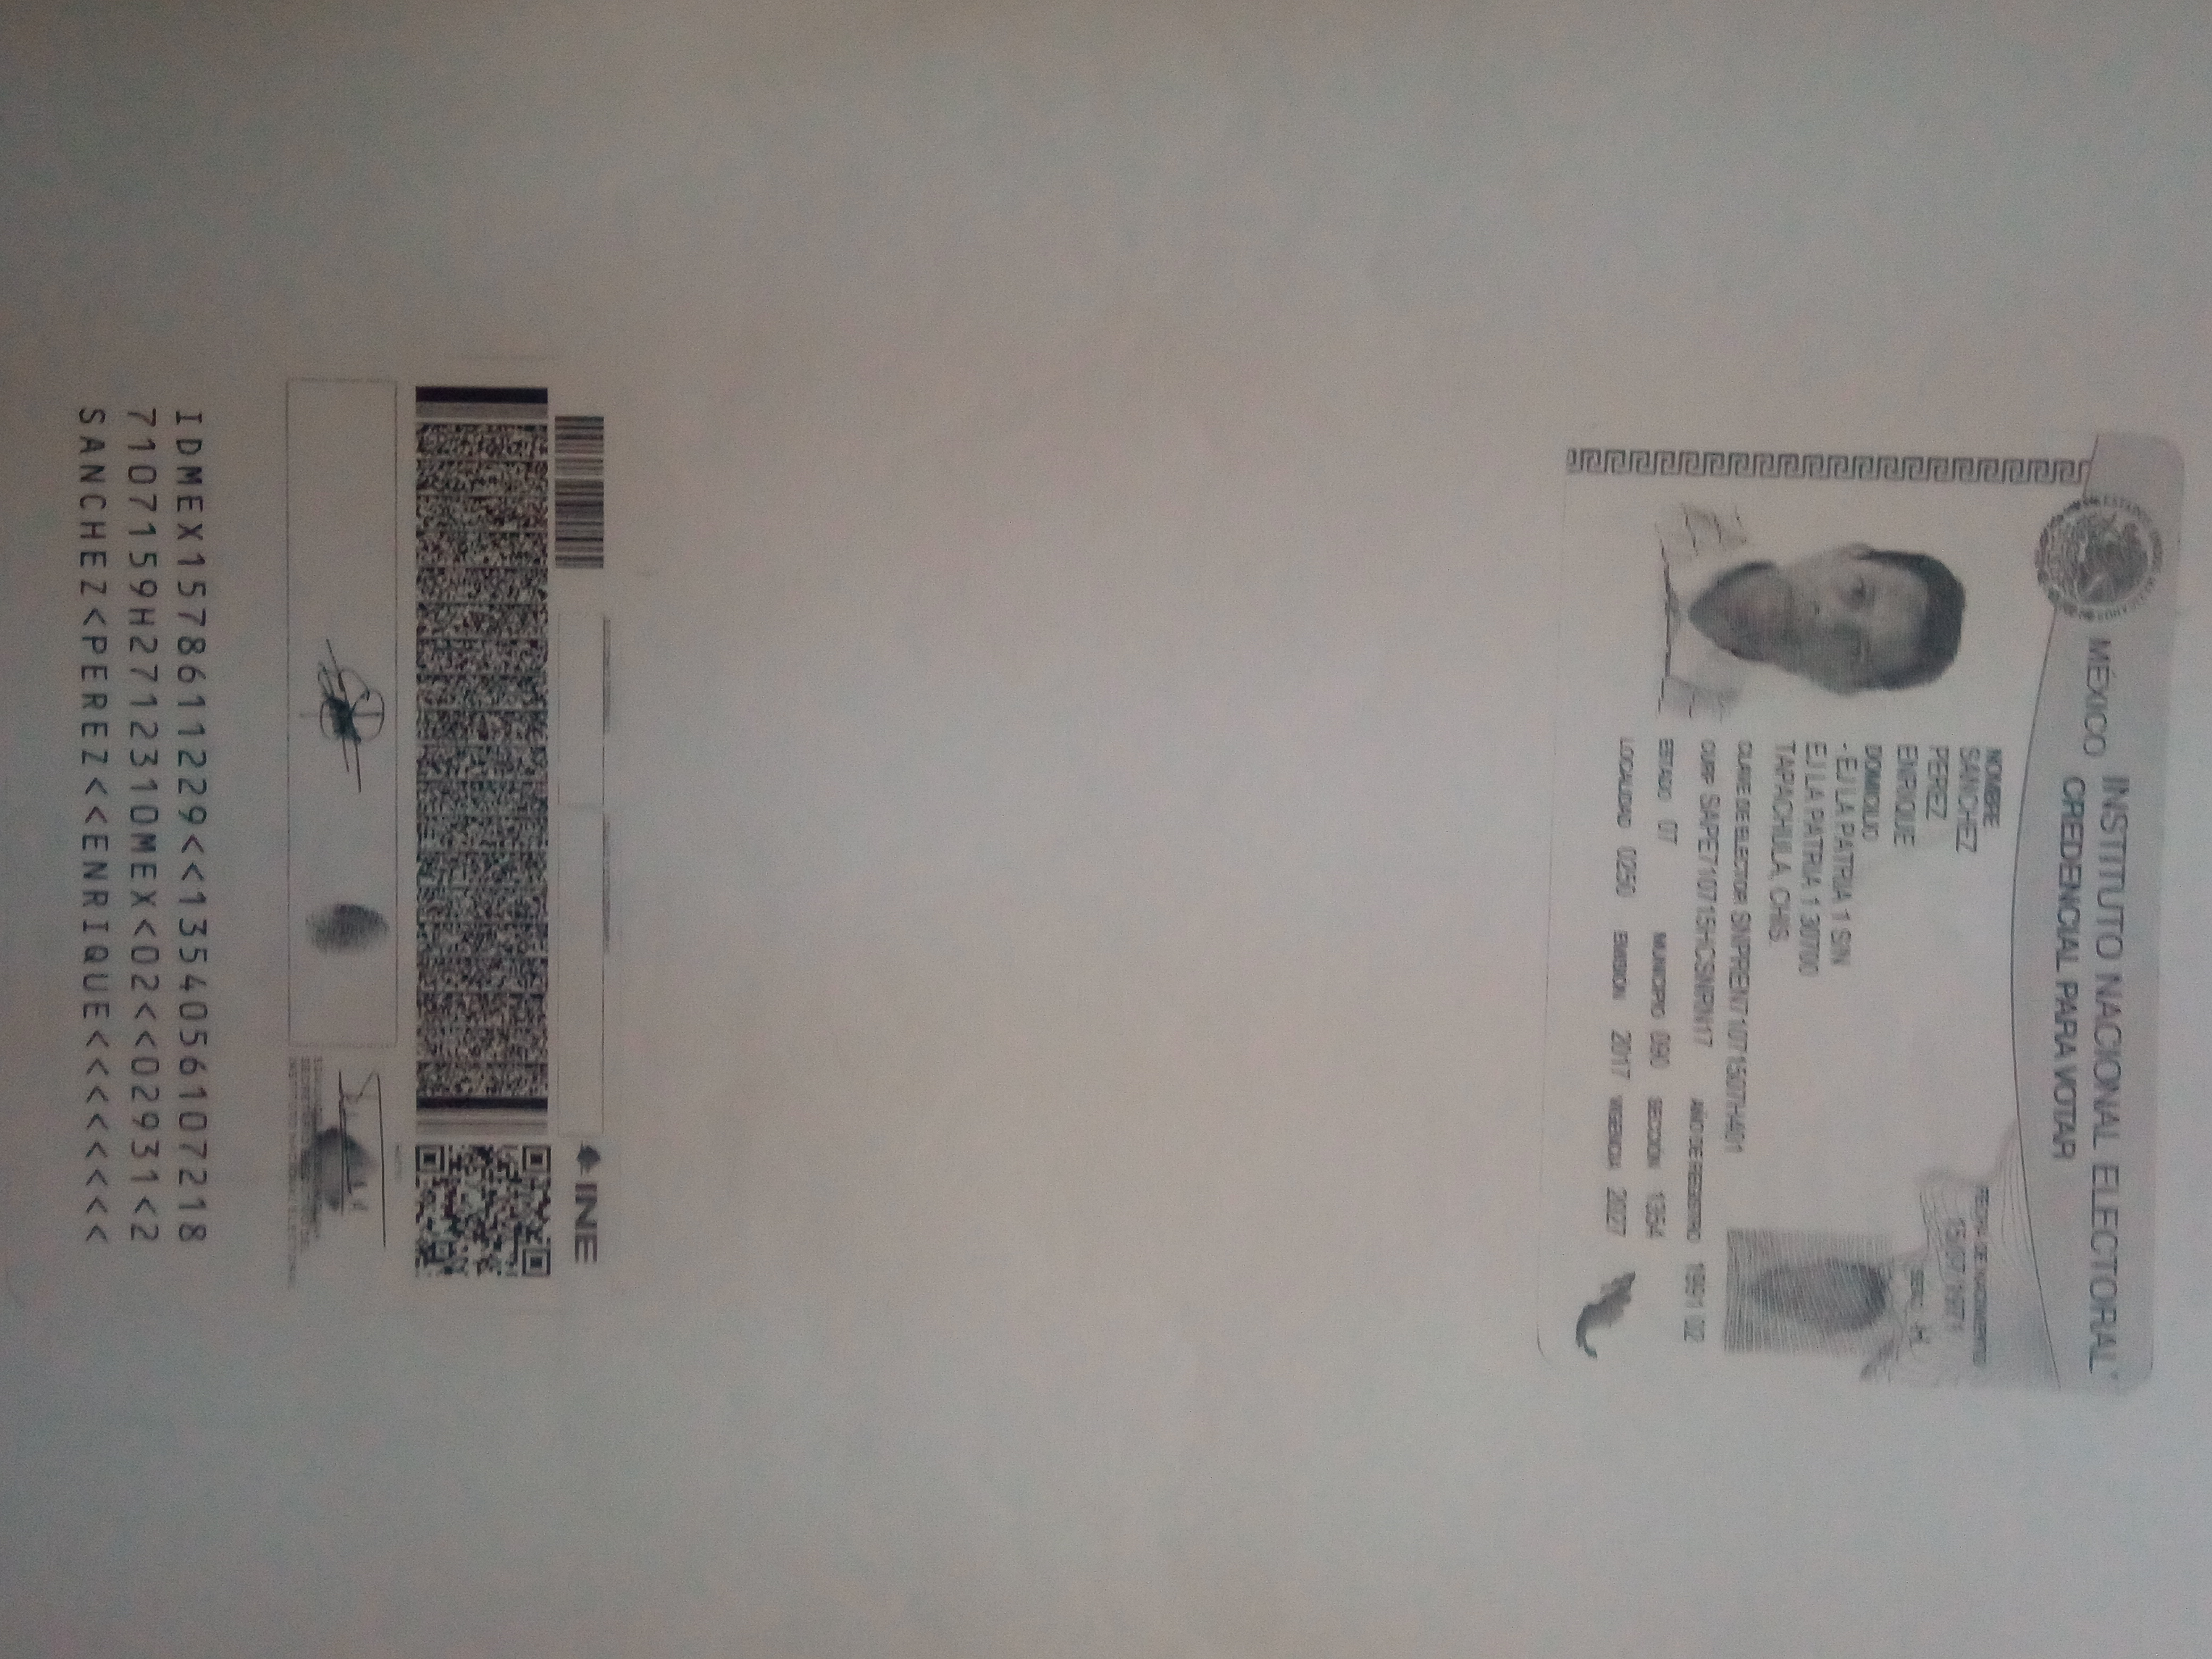 MÉXICO INSTITUTO NACIONAL ELECTORAL
CREDENCIAL PARA VOTAR
NOMBRE
SANCHEZ
PEREZ
ENRIQUE
FECHA DE NACIMIENTO
15/07/1971
SEXO H
DOMICILIO
- EJ LA PATRIA 1 S/N
EJ LA PATRIA 1 30700
TAPACHULA, CHIS.
CLAVE DE ELECTOR SNPREN71071507H401
CURP SAPE710715HCSNRN17 AÑO DE REGISTRO 1991 02
ESTADO 07 MUNICIPIO 090 SECCIÓN 1354
LOCALIDAD 0250 EMISIÓN 2017 VIGENCIA 2027
INE
SECRETARIO EJECUTIVO DEL
INSTITUTO NACIONAL ELECTORAL
IDMEX1578611229<<1354056107218
7107159H2712310MEX<02<<02931<2
SANCHEZ<PEREZ<<ENRIQUE<<<<<<<<